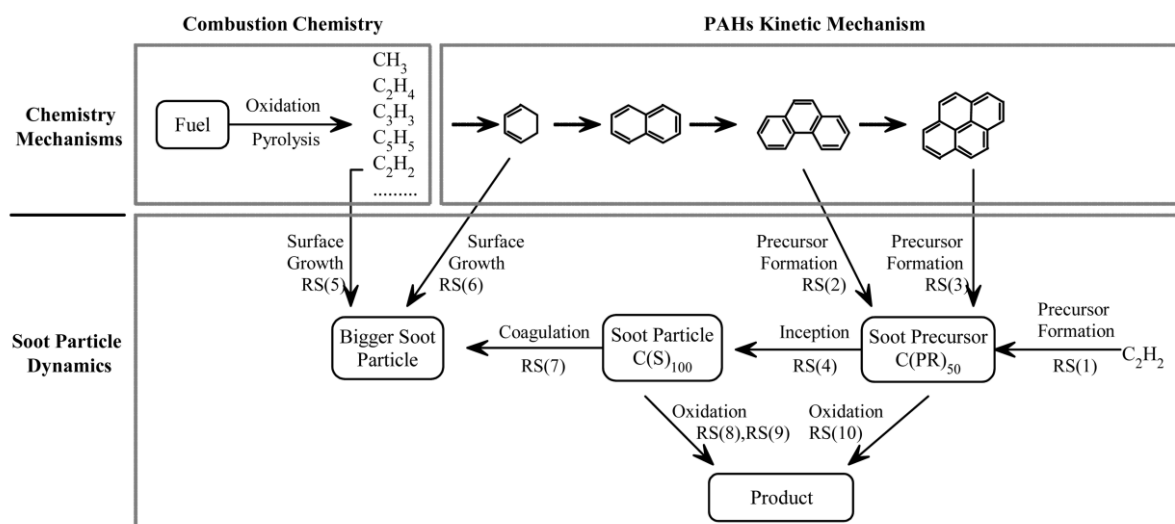 Combustion Chemistry
PAHs Kinetic Mechanism
Chemistry
Mechanisms
Fuel
Oxidation
Pyrolysis
CH3
C2H4
C3H3
C5H5
C2H2
.........
Soot Particle
Dynamics
Surface
Growth
RS(5)
Surface
Growth
RS(6)
Precursor
Formation
RS(2)
Precursor
Formation
RS(3)
Precursor
Formation
RS(1)
C2H2
Bigger Soot
Particle
Coagulation
RS(7)
Soot Particle
C(S)100
Inception
RS(4)
Soot Precursor
C(PR)50
Oxidation
RS(8),RS(9)
Oxidation
RS(10)
Product